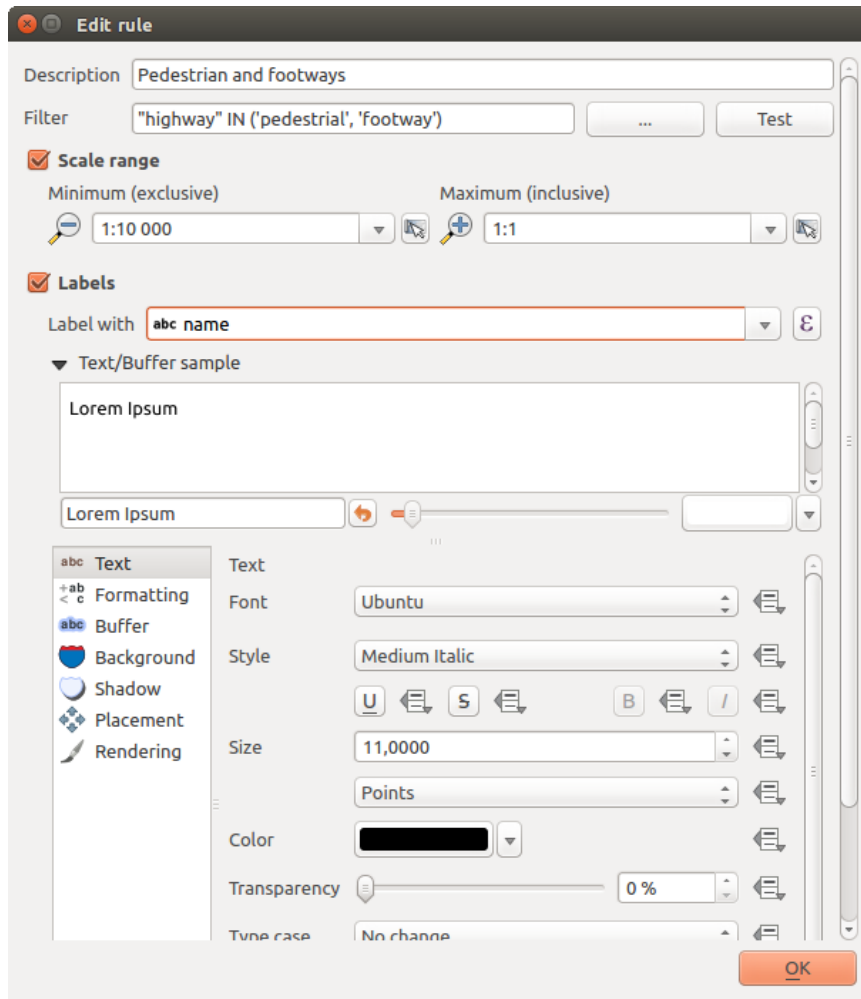 Edit rule
Description Pedestrian and footways
Filter "highway" IN ('pedestrial', 'footway') ... Test
Scale range
Minimum (exclusive) Maximum (inclusive)
1:10 000 1:1
Labels
Label with abc name ε
Text/Buffer sample
Lorem Ipsum
Lorem Ipsum
abc Text
+ab
< c Formatting
abc Buffer
Background
Shadow
Placement
Rendering
Text
Font Ubuntu
Style Medium Italic
U S B I
Size 11,0000
Points
Color
Transparency 0 %
Type case No change
OK